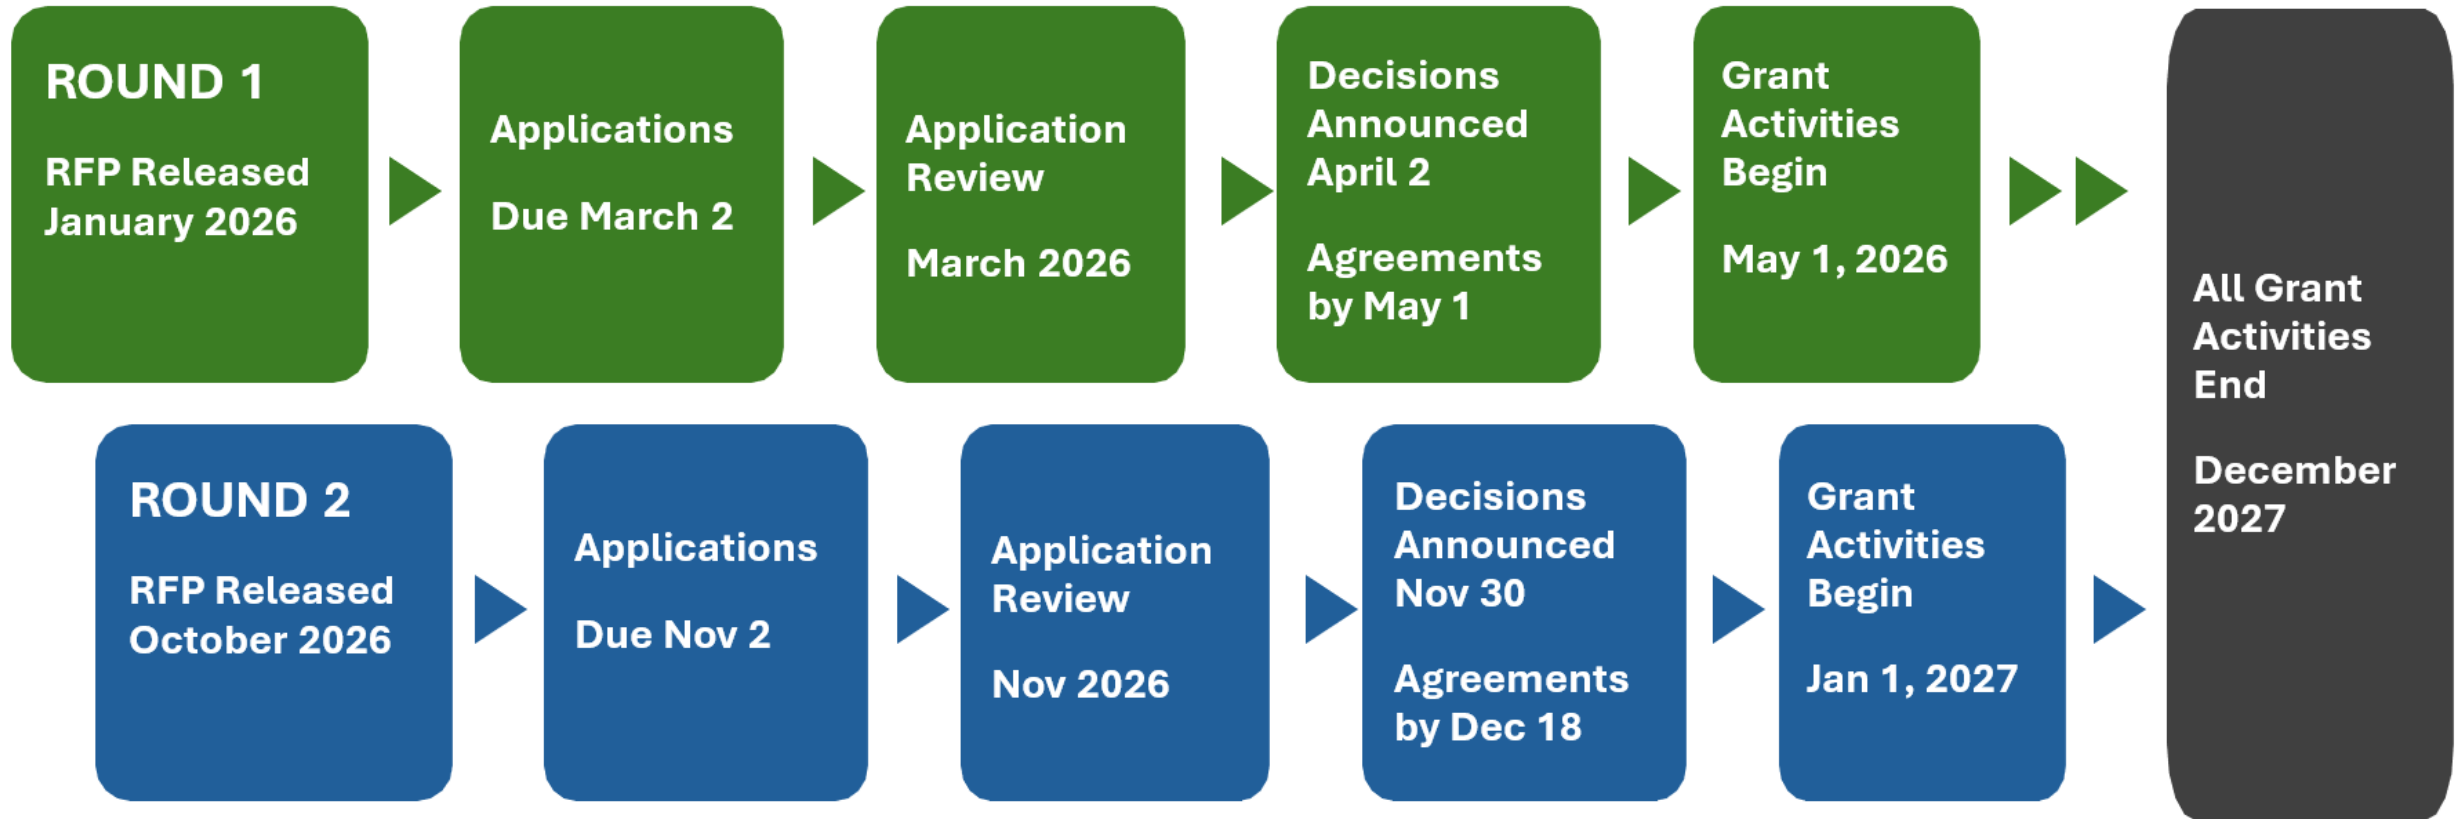 ROUND 1
RFP Released
January 2026
Applications
Due March 2
Application
Review
March 2026
Decisions
Announced
April 2
Agreements
by May 1
Grant
Activities
Begin
May 1, 2026
ROUND 2
RFP Released
October 2026
Applications
Due Nov 2
Application
Review
Nov 2026
Decisions
Announced
Nov 30
Agreements
by Dec 18
Grant
Activities
Begin
Jan 1, 2027
All Grant
Activities
End
December
2027